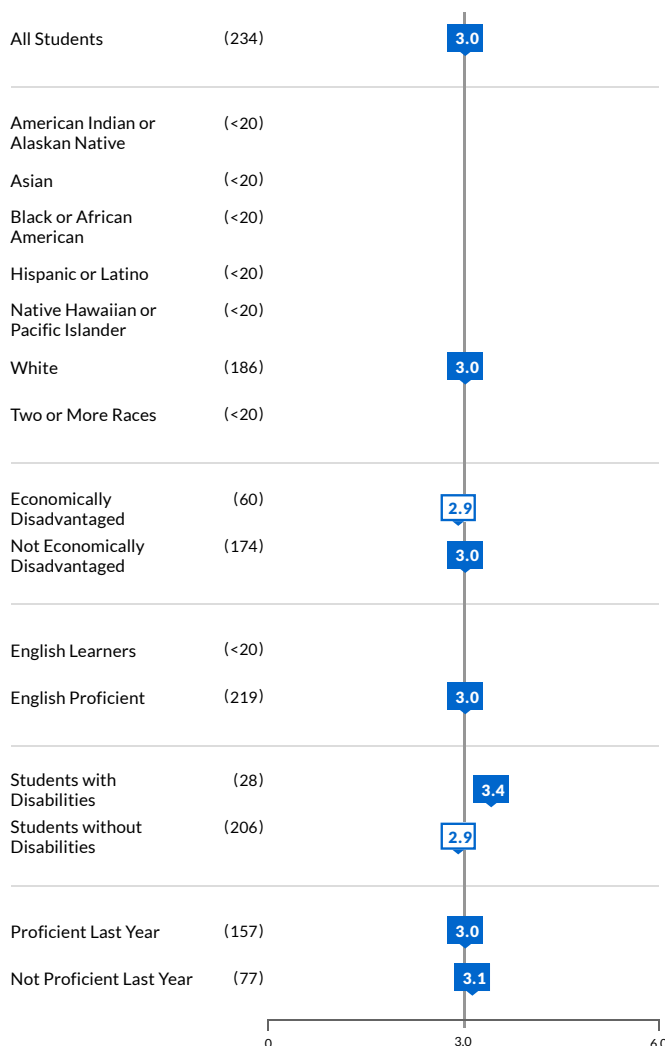 All Students (234) 3.0
American Indian or (<20)
Alaskan Native
Asian (<20)
Black or African (<20)
American
Hispanic or Latino (<20)
Native Hawaiian or (<20)
Pacific Islander
White (186) 3.0
Two or More Races (<20)
Economically (60) 2.9
Disadvantaged
Not Economically (174) 3.0
Disadvantaged
English Learners (<20)
English Proficient (219) 3.0
Students with (28) 3.4
Disabilities
Students without (206) 2.9
Disabilities
Proficient Last Year (157) 3.0
Not Proficient Last Year (77) 3.1
0 3.0 6.0